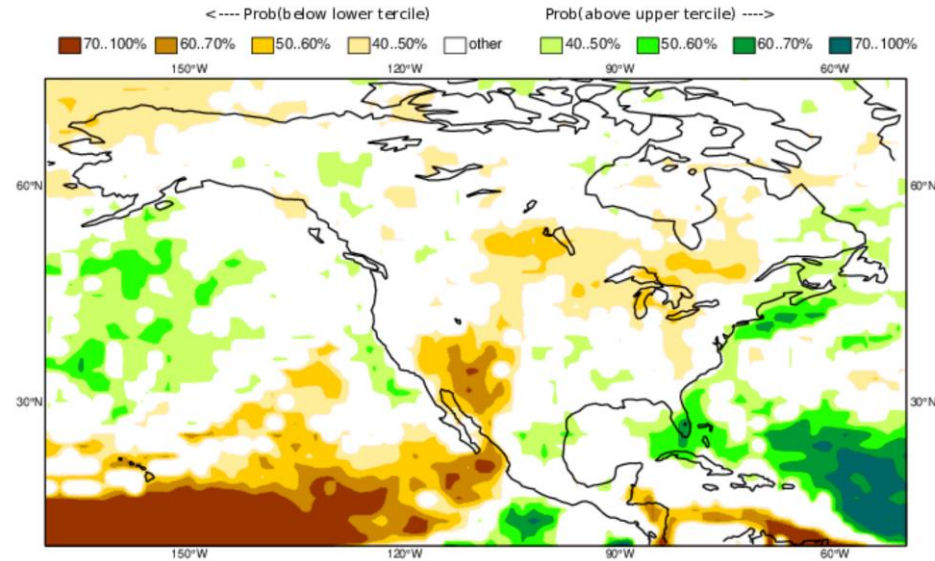 <---- Prob(below lower tercile) Prob(above upper tercile) ---->
70..100% 60..70% 50..60% 40..50% other 40..50% 50..60% 60..70% 70..100%
150°W 120°W 90°W 60°W
60°N 60°N
30°N 30°N
150°W 120°W 90°W 60°W